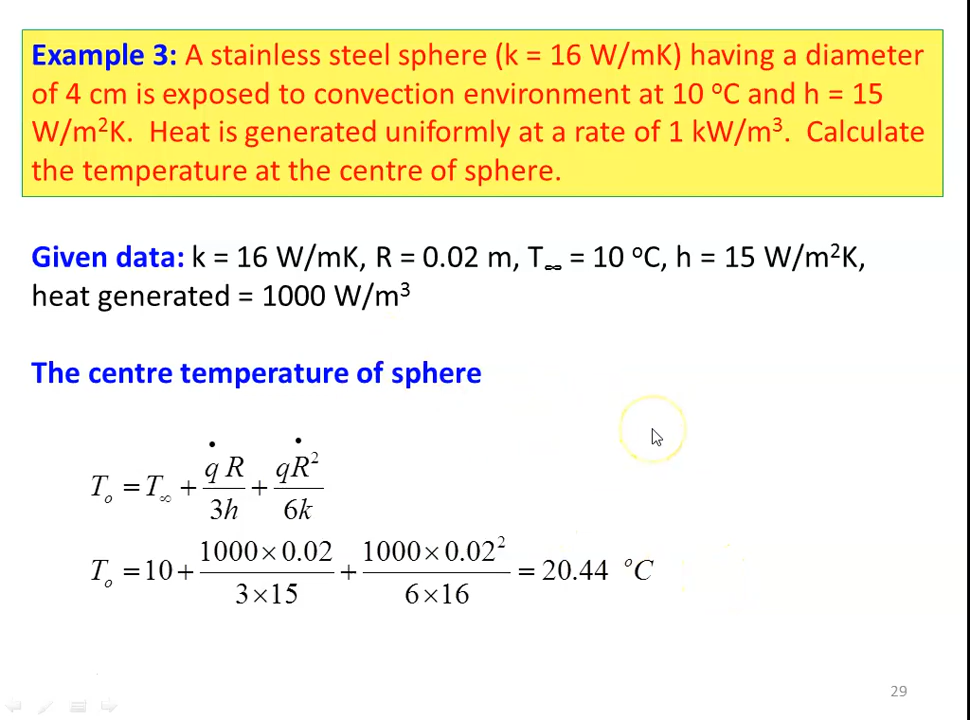 Example 3: A stainless steel sphere (k = 16 W/mK) having a diameter
of 4 cm is exposed to convection environment at 10 °C and h = 15
W/m²K. Heat is generated uniformly at a rate of 1 kW/m³. Calculate
the temperature at the centre of sphere.
Given data: k = 16 W/mK, R = 0.02 m, T∞ = 10 °C, h = 15 W/m²K,
heat generated = 1000 W/m³
The centre temperature of sphere
Tₒ = T∞ + q̇ R / 3h + q̇R² / 6k
Tₒ = 10 + 1000 × 0.02 / 3 × 15 + 1000 × 0.02² / 6 × 16 = 20.44 °C
29